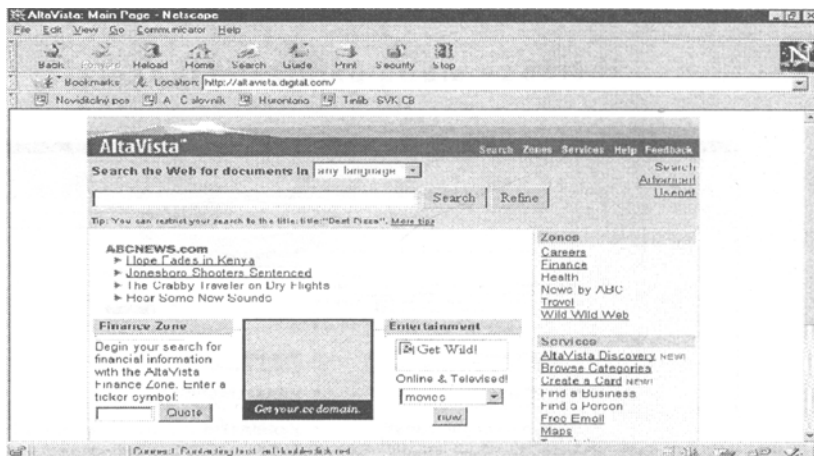 AltaVista: Main Page - Netscape
File Edit View Go Communicator Help
Back Forward Reload Home Search Guide Print Security Stop
Bookmarks Location: http://altavista.digital.com/
AltaVista
Search Zones Services Help Feedback
Search the Web for documents in any language
Search
Advanced
Usenet
Search Refine
Tip: You can restrict your search to the title: title:"Deat Pizza". More tips
ABCNEWS.com
Hope Fades in Kenya
Jonesboro Shooters Sentenced
The Crabby Traveler on Dry Flights
Hear Some New Sounds
Finance Zone
Begin your search for
financial information
with the AltaVista
Finance Zone. Enter a
ticker symbol:
Quote
Get your .cc domain.
Entertainment
Get Wild!
Online & Televised!
movies
now
Zones
Careers
Finance
Health
News by ABC
Travel
Wild Wild Web
Services
AltaVista Discovery NEW!
Browse Categories
Create a Card NEW!
Find a Business
Find a Person
Free Email
Maps